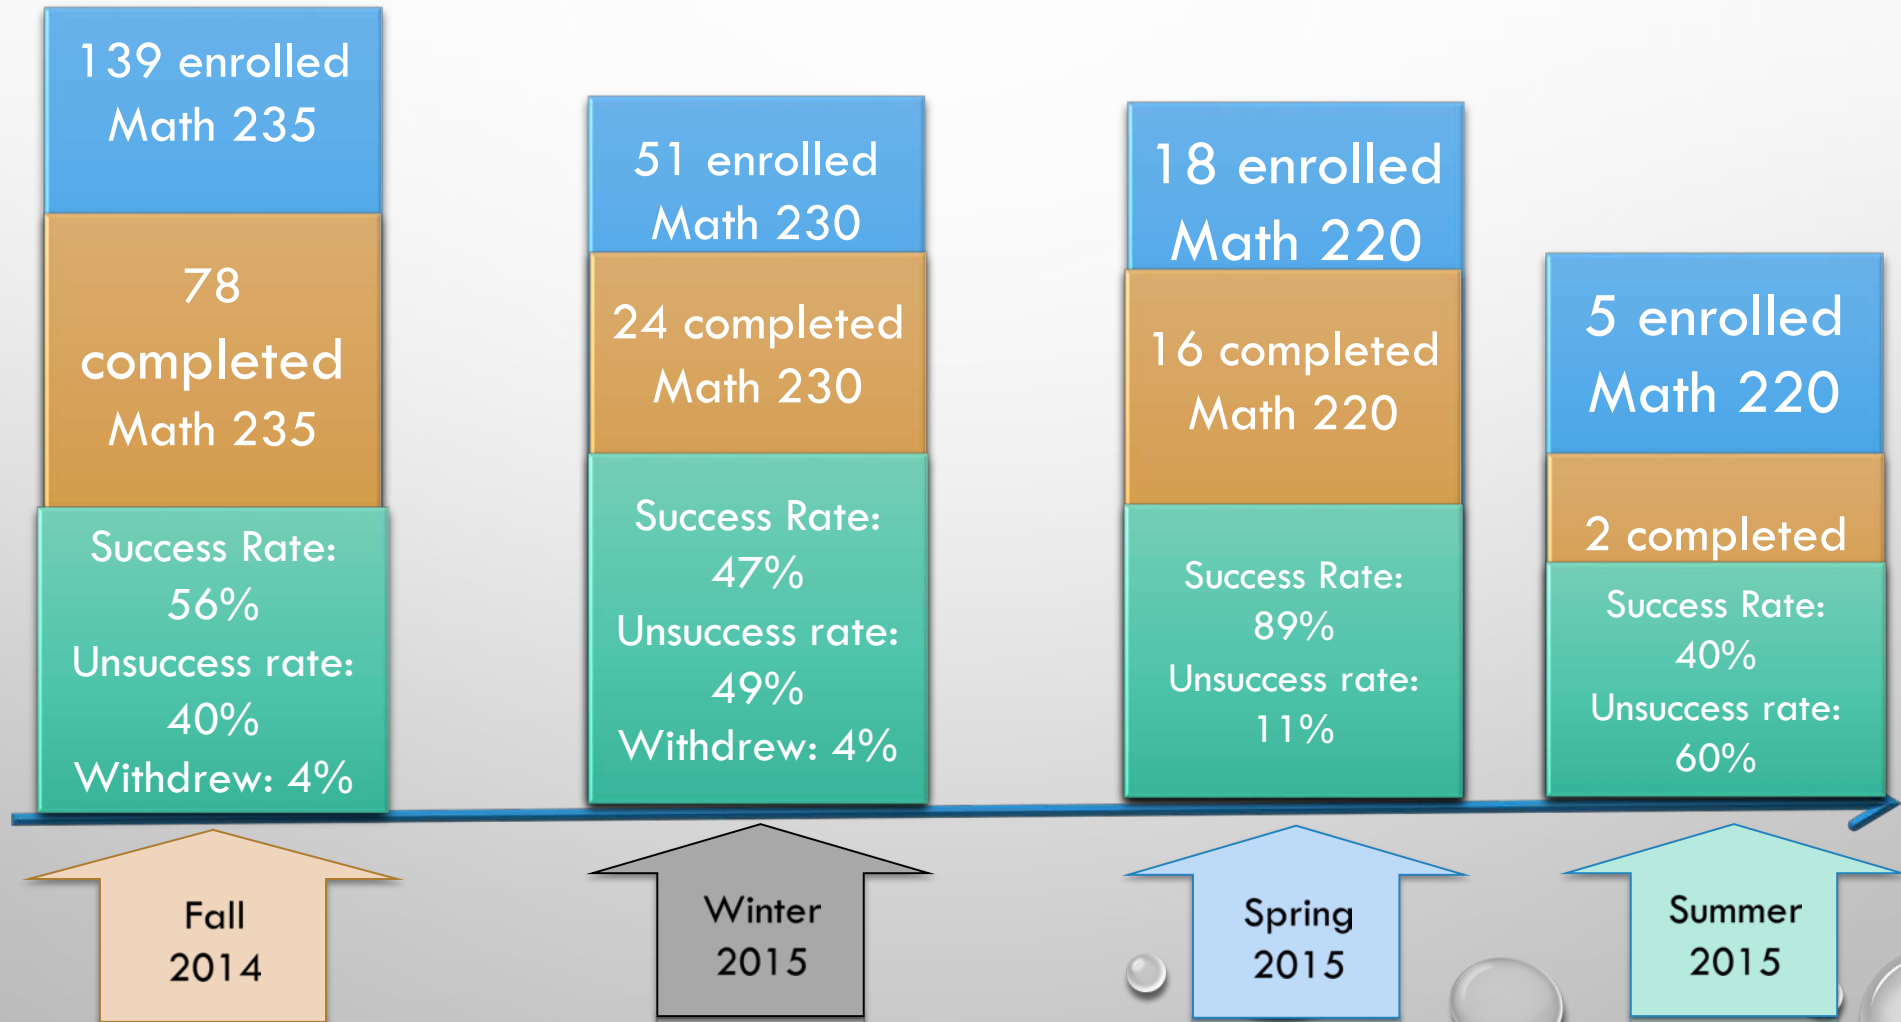 139 enrolled
Math 235
78
completed
Math 235
Success Rate:
56%
Unsuccess rate:
40%
Withdrew: 4%
Fall
2014
51 enrolled
Math 230
24 completed
Math 230
Success Rate:
47%
Unsuccess rate:
49%
Withdrew: 4%
Winter
2015
18 enrolled
Math 220
16 completed
Math 220
Success Rate:
89%
Unsuccess rate:
11%
Spring
2015
5 enrolled
Math 220
2 completed
Success Rate:
40%
Unsuccess rate:
60%
Summer
2015